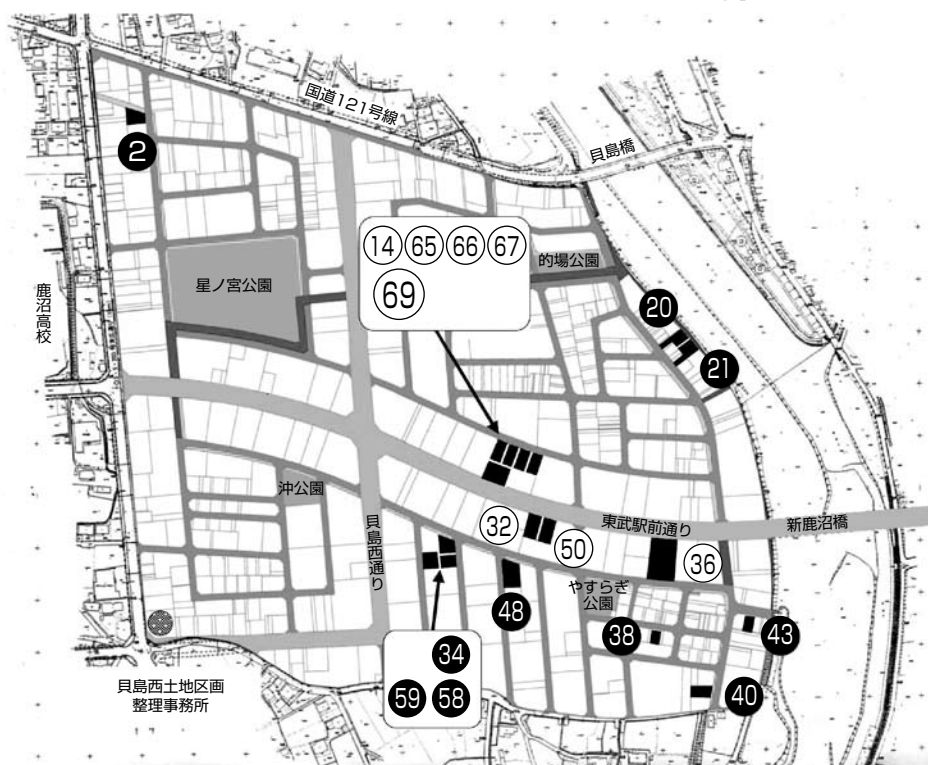 国道121号線
貝島橋
2
14 65 66 67
69
的場公園
星ノ宮公園
鹿沼高校
20
21
沖公園
貝島西通り
32
50
東武駅前通り
新鹿沼橋
36
やすらぎ
公園
48
38
43
34
59 58
40
貝島西土地区画
整理事務所